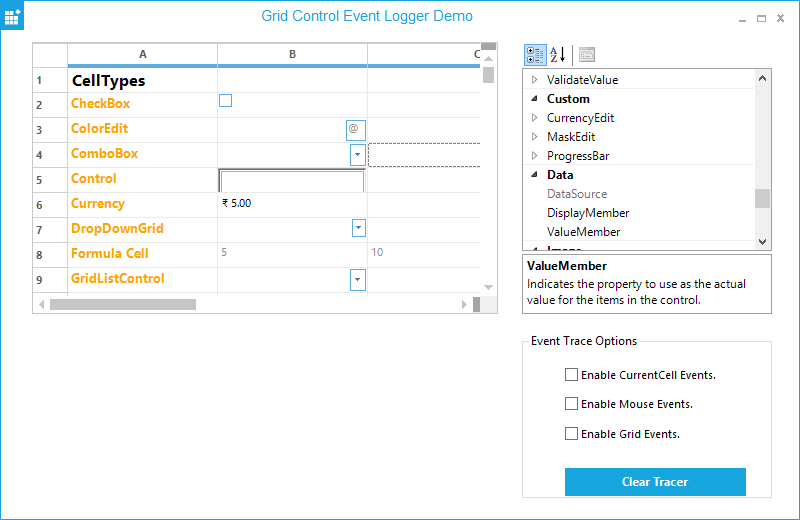 Grid Control Event Logger Demo
A B C
1 CellTypes
2 CheckBox
3 ColorEdit @
4 ComboBox
5 Control
6 Currency ₹ 5.00
7 DropDownGrid
8 Formula Cell 5 10
9 GridListControl
A
Z
ValidateValue
Custom
CurrencyEdit
MaskEdit
ProgressBar
Data
DataSource
DisplayMember
ValueMember
Image
ValueMember
Indicates the property to use as the actual
value for the items in the control.
Event Trace Options
Enable CurrentCell Events.
Enable Mouse Events.
Enable Grid Events.
Clear Tracer